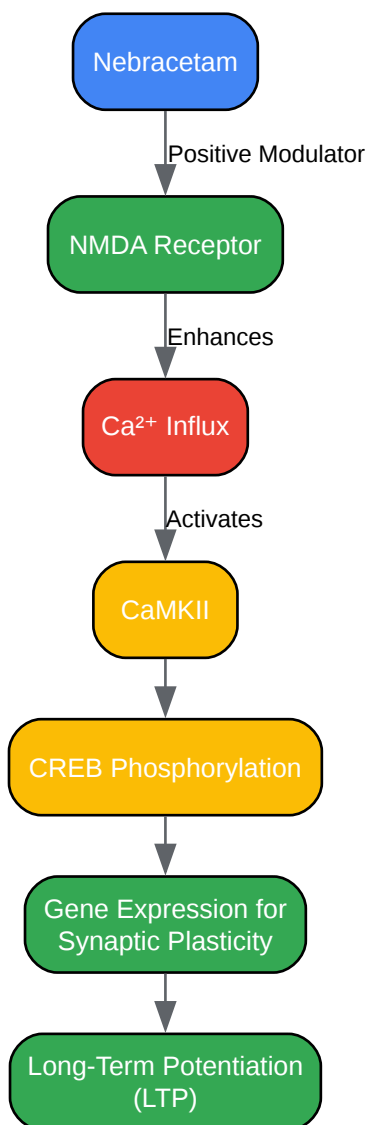 Nebracetam
Positive Modulator
NMDA Receptor
Enhances
Ca²⁺ Influx
Activates
CaMKII
CREB Phosphorylation
Gene Expression for
Synaptic Plasticity
Long-Term Potentiation
(LTP)